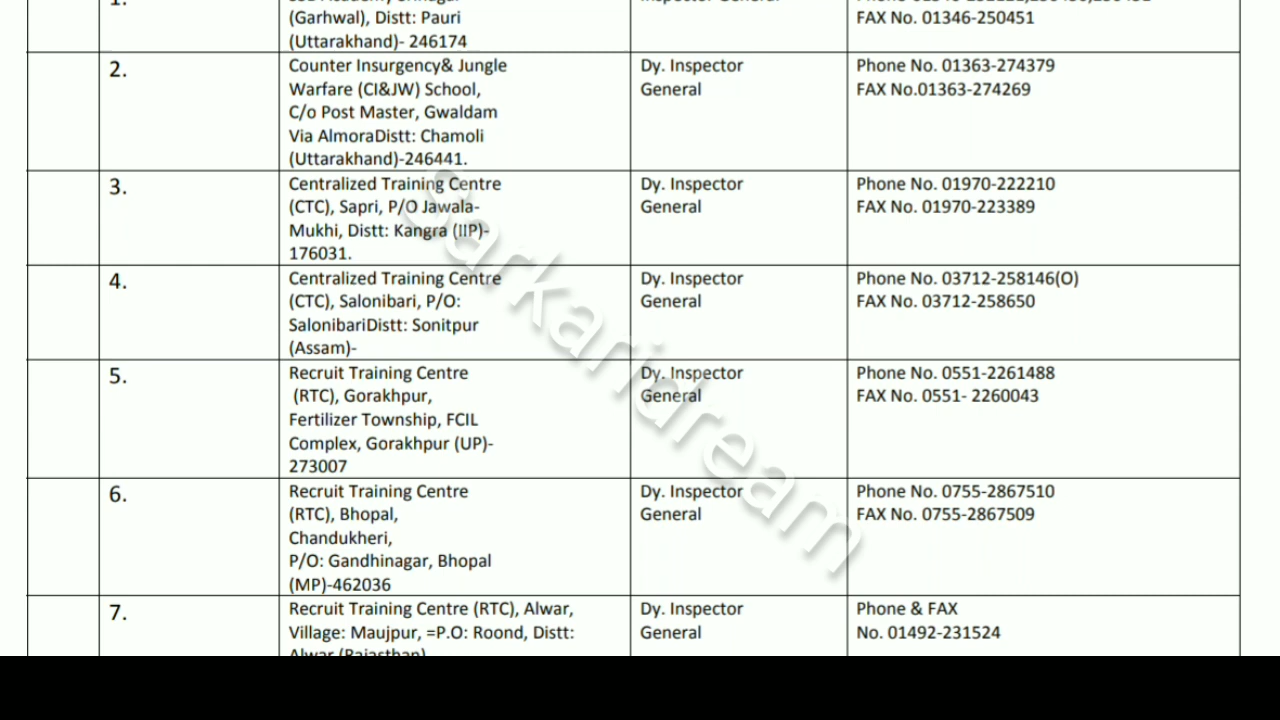 1.
(Garhwal), Distt: Pauri
(Uttarakhand)- 246174
Inspector General
FAX No. 01346-250451
2.
Counter Insurgency& Jungle
Warfare (CI&JW) School,
C/o Post Master, Gwaldam
Via AlmoraDistt: Chamoli
(Uttarakhand)-246441.
Dy. Inspector
General
Phone No. 01363-274379
FAX No.01363-274269
3.
Centralized Training Centre
(CTC), Sapri, P/O Jawala-
Mukhi, Distt: Kangra (IIP)-
176031.
Dy. Inspector
General
Phone No. 01970-222210
FAX No. 01970-223389
4.
Centralized Training Centre
(CTC), Salonibari, P/O:
SalonibariDistt: Sonitpur
(Assam)-
Dy. Inspector
General
Phone No. 03712-258146(O)
FAX No. 03712-258650
5.
Recruit Training Centre
(RTC), Gorakhpur,
Fertilizer Township, FCIL
Complex, Gorakhpur (UP)-
273007
Dy. Inspector
General
Phone No. 0551-2261488
FAX No. 0551- 2260043
6.
Recruit Training Centre
(RTC), Bhopal,
Chandukheri,
P/O: Gandhinagar, Bhopal
(MP)-462036
Dy. Inspector
General
Phone No. 0755-2867510
FAX No. 0755-2867509
7.
Recruit Training Centre (RTC), Alwar,
Village: Maujpur, =P.O: Roond, Distt:
Alwar (Rajasthan)
Dy. Inspector
General
Phone & FAX
No. 01492-231524
Sarkaridream